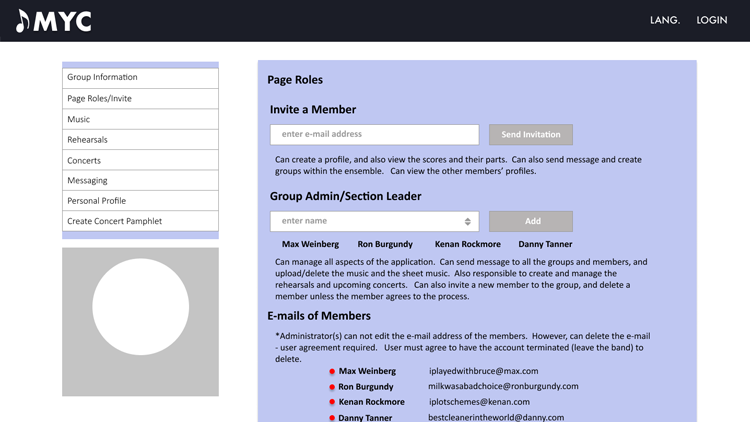 MYC
LANG. LOGIN
Group Information
Page Roles/Invite
Music
Rehearsals
Concerts
Messaging
Personal Profile
Create Concert Pamphlet
Page Roles
Invite a Member
enter e-mail address Send Invitation
Can create a profile, and also view the scores and their parts. Can also send message and create
groups within the ensemble. Can view the other members' profiles.
Group Admin/Section Leader
enter name Add
Max Weinberg Ron Burgundy Kenan Rockmore Danny Tanner
Can manage all aspects of the application. Can send message to all the groups and members, and
upload/delete the music and the sheet music. Also responsible to create and manage the
rehearsals and upcoming concerts. Can also invite a new member to the group, and delete a
member unless the member agrees to the process.
E-mails of Members
*Administrator(s) can not edit the e-mail address of the members. However, can delete the e-mail
- user agreement required. User must agree to have the account terminated (leave the band) to
delete.
Max Weinberg iplayedwithbruce@max.com
Ron Burgundy milkwasabadchoice@ronburgundy.com
Kenan Rockmore iplotschemes@kenan.com
Danny Tanner bestcleanerintheworld@danny.com